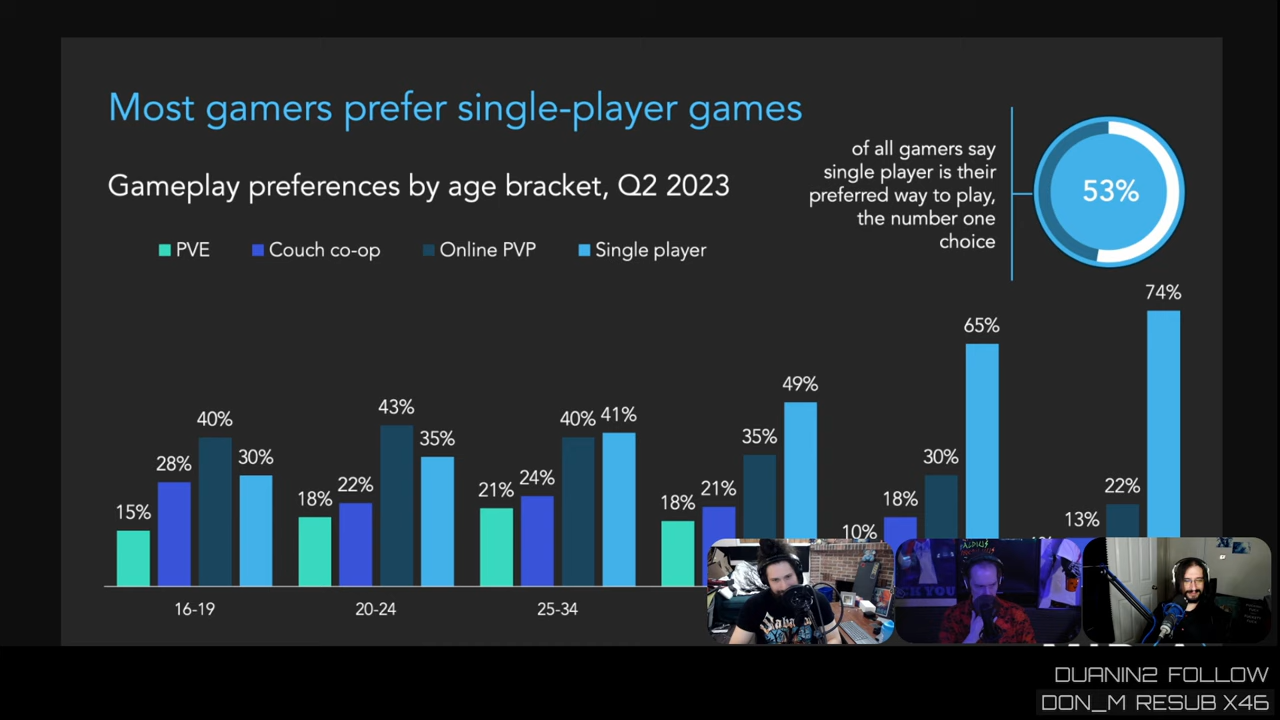 Most gamers prefer single-player games
Gameplay preferences by age bracket, Q2 2023
PVE Couch co-op Online PVP Single player
of all gamers say
single player is their
preferred way to play,
the number one
choice
53%
15% 28% 40% 30%
18% 22% 43% 35%
21% 24% 40% 41%
18% 21% 35% 49%
10% 18% 30% 65%
13% 22% 74%
16-19 20-24 25-34
DUANIN2 FOLLOW
DON_M RESUB X46